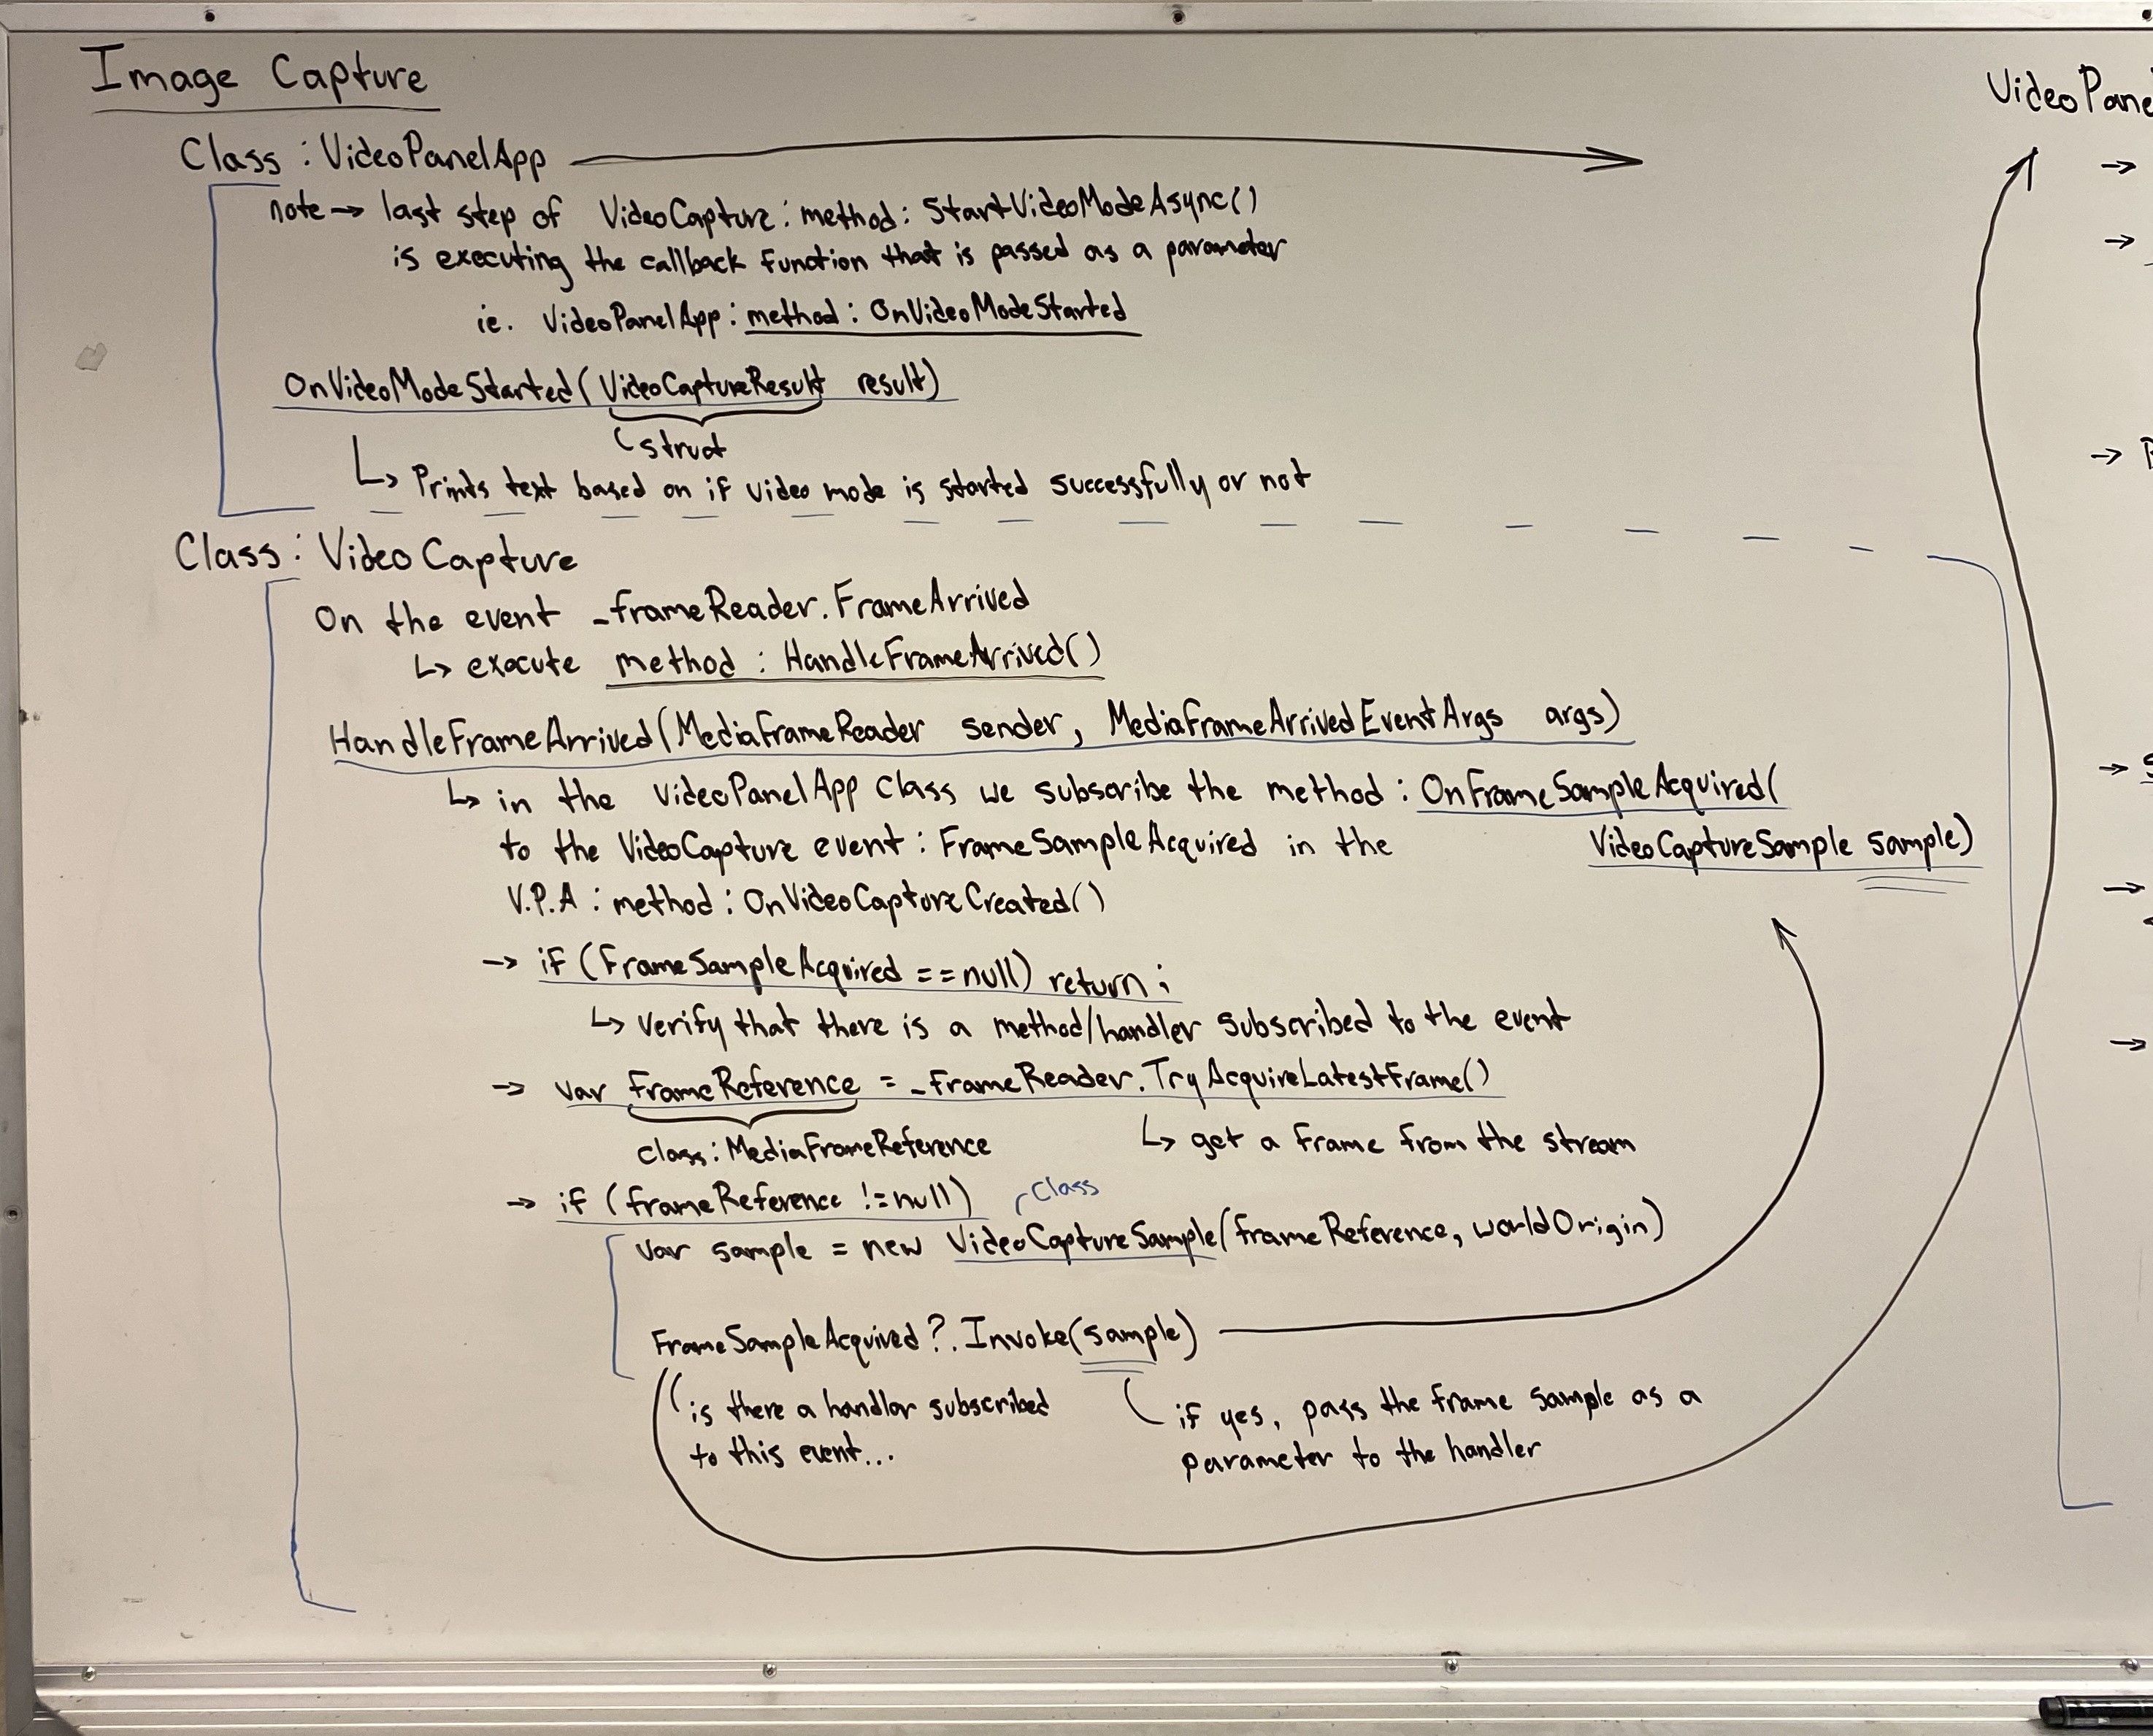 Image Capture
Class : VideoPanelApp
note → last step of VideoCapture : method : StartVideoModeAsync()
is executing the callback function that is passed as a parameter
ie. VideoPanelApp : method : OnVideoModeStarted
OnVideoModeStarted(VideoCaptureResult result)
struct
↳ Prints text based on if video mode is started successfully or not
Class : VideoCapture
On the event _frameReader.FrameArrived
↳ execute method : HandleFrameArrived()
HandleFrameArrived(MediaFrameReader sender, MediaFrameArrivedEventArgs args)
↳ in the VideoPanelApp class we subscribe the method : OnFrameSampleAcquired(
VideoCaptureSample sample)
to the VideoCapture event : FrameSampleAcquired in the
V.P.A : method : OnVideoCaptureCreated()
→ if (FrameSampleAcquired == null) return ;
↳ verify that there is a method/handler subscribed to the event
→ var frameReference = _frameReader.TryAcquireLatestFrame()
class : MediaFrameReference
↳ get a frame from the stream
→ if (frameReference != null)
class
var sample = new VideoCaptureSample(frameReference, worldOrigin)
FrameSampleAcquired?.Invoke(sample)
is there a handler subscribed
to this event...
if yes, pass the frame sample as a
parameter to the handler
VideoPane
→
→
→
→
→
→